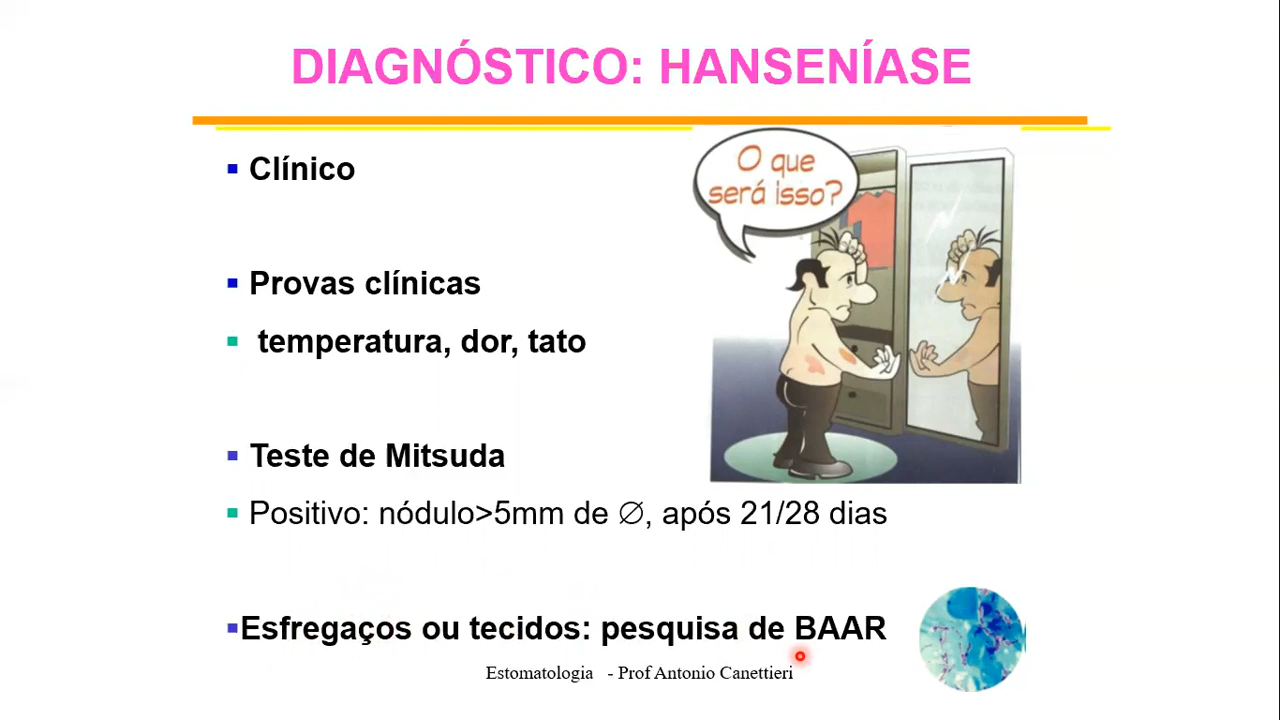 DIAGNÓSTICO: HANSENÍASE
Clínico
O que
será isso?
Provas clínicas
temperatura, dor, tato
Teste de Mitsuda
Positivo: nódulo>5mm de ∅, após 21/28 dias
Esfregaços ou tecidos: pesquisa de BAAR
Estomatologia - Prof Antonio Canettieri